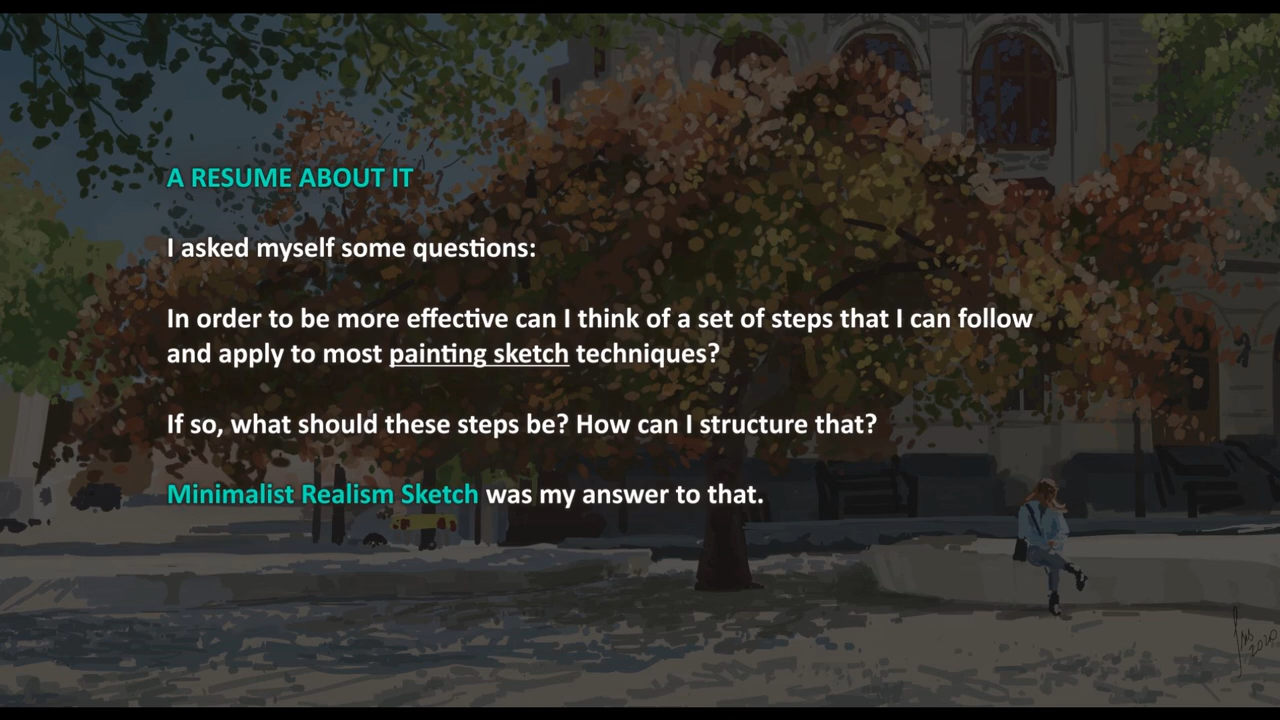 A RESUME ABOUT IT
I asked myself some questions:
In order to be more effective can I think of a set of steps that I can follow
and apply to most painting sketch techniques?
If so, what should these steps be? How can I structure that?
Minimalist Realism Sketch was my answer to that.
2020